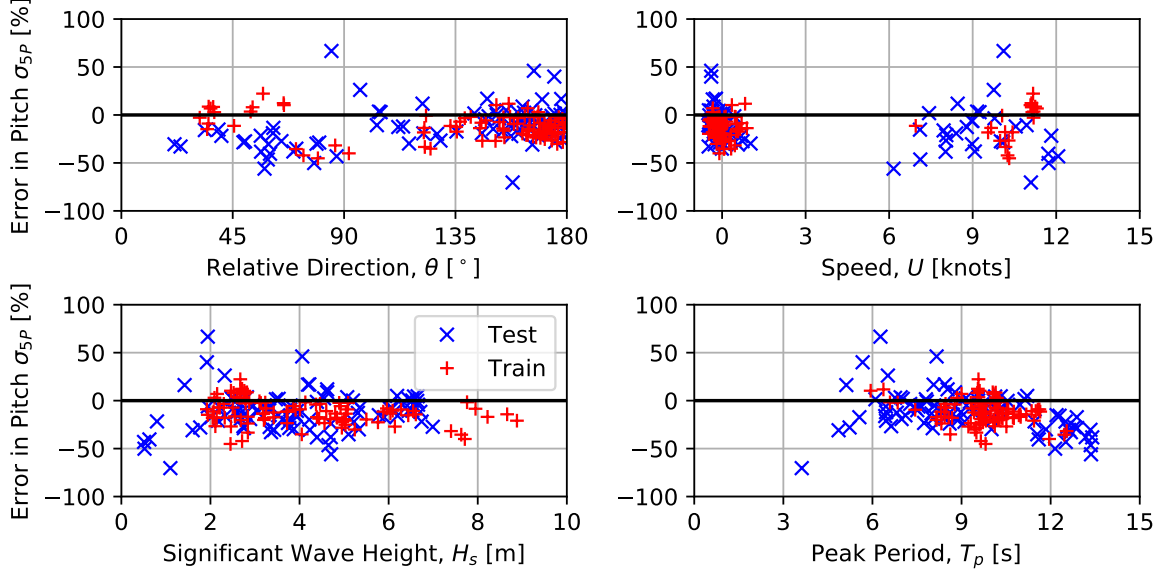 Error in Pitch σ5P [%]
100
50
0
−50
−100
0 45 90 135 180
Relative Direction, θ [°]
100
50
0
−50
−100
0 3 6 9 12 15
Speed, U [knots]
Error in Pitch σ5P [%]
100
50
0
−50
−100
Test
Train
0 2 4 6 8 10
Significant Wave Height, Hs [m]
100
50
0
−50
−100
0 3 6 9 12 15
Peak Period, Tp [s]